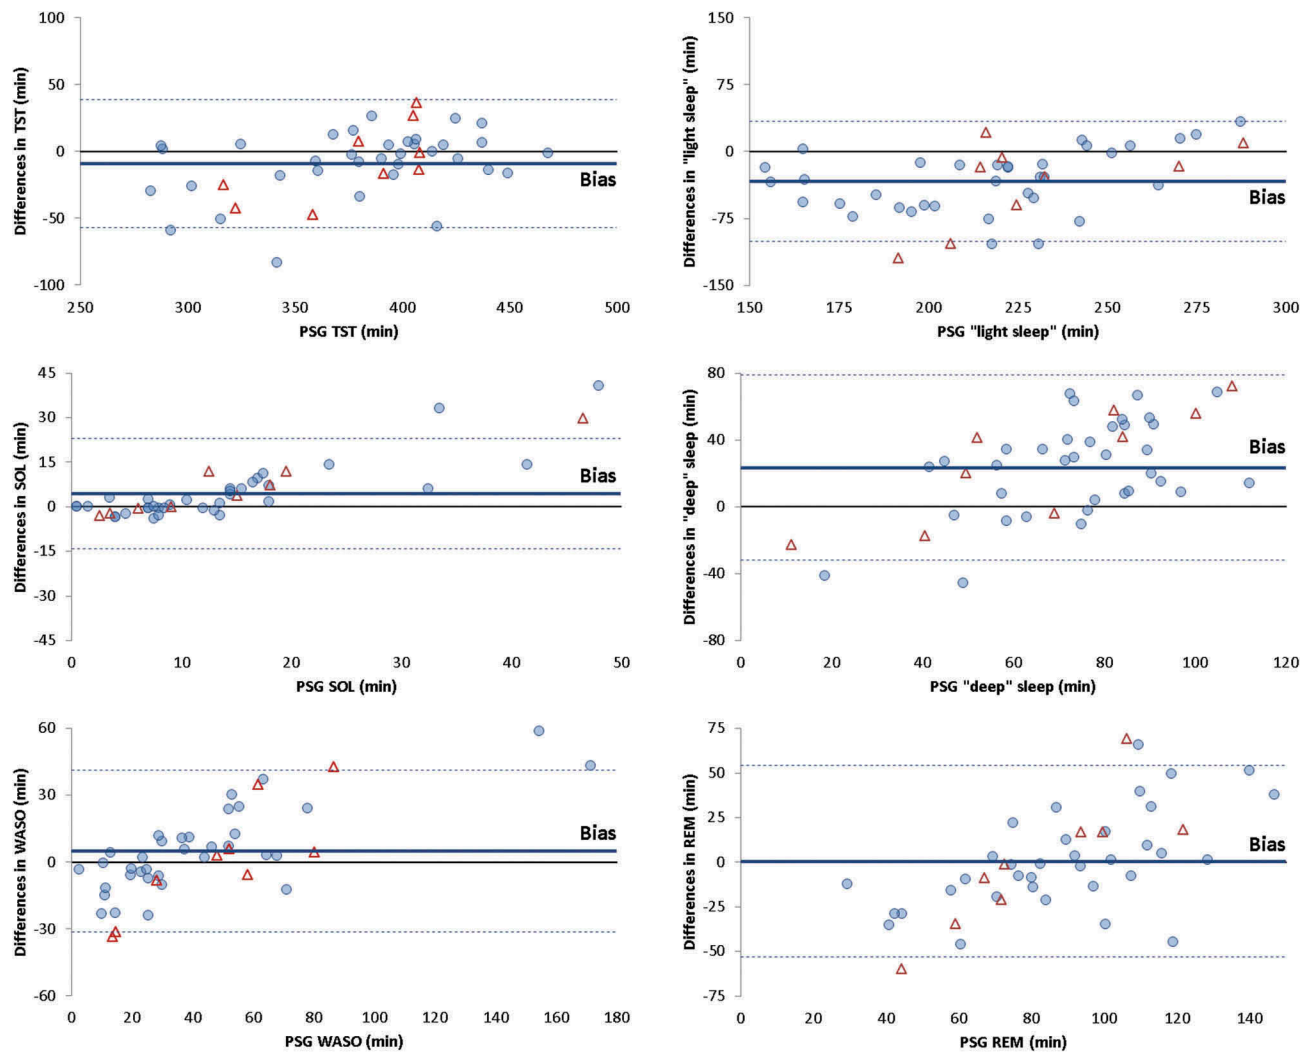 Differences in TST (min)
100
50
0
-50
-100
Bias
250 300 350 400 450 500
PSG TST (min)
Differences in "light sleep" (min)
150
75
0
-75
-150
Bias
150 175 200 225 250 275 300
PSG "light sleep" (min)
Differences in SOL (min)
45
30
15
0
-15
-30
-45
Bias
0 10 20 30 40 50
PSG SOL (min)
Differences in "deep" sleep (min)
80
40
0
-40
-80
Bias
0 40 60 80 100 120
PSG "deep" sleep (min)
Differences in WASO (min)
60
30
0
-30
-60
Bias
0 20 40 60 80 100 120 140 160 180
PSG WASO (min)
Differences in REM (min)
75
50
25
0
-25
-50
-75
Bias
0 40 60 80 100 120 140
PSG REM (min)